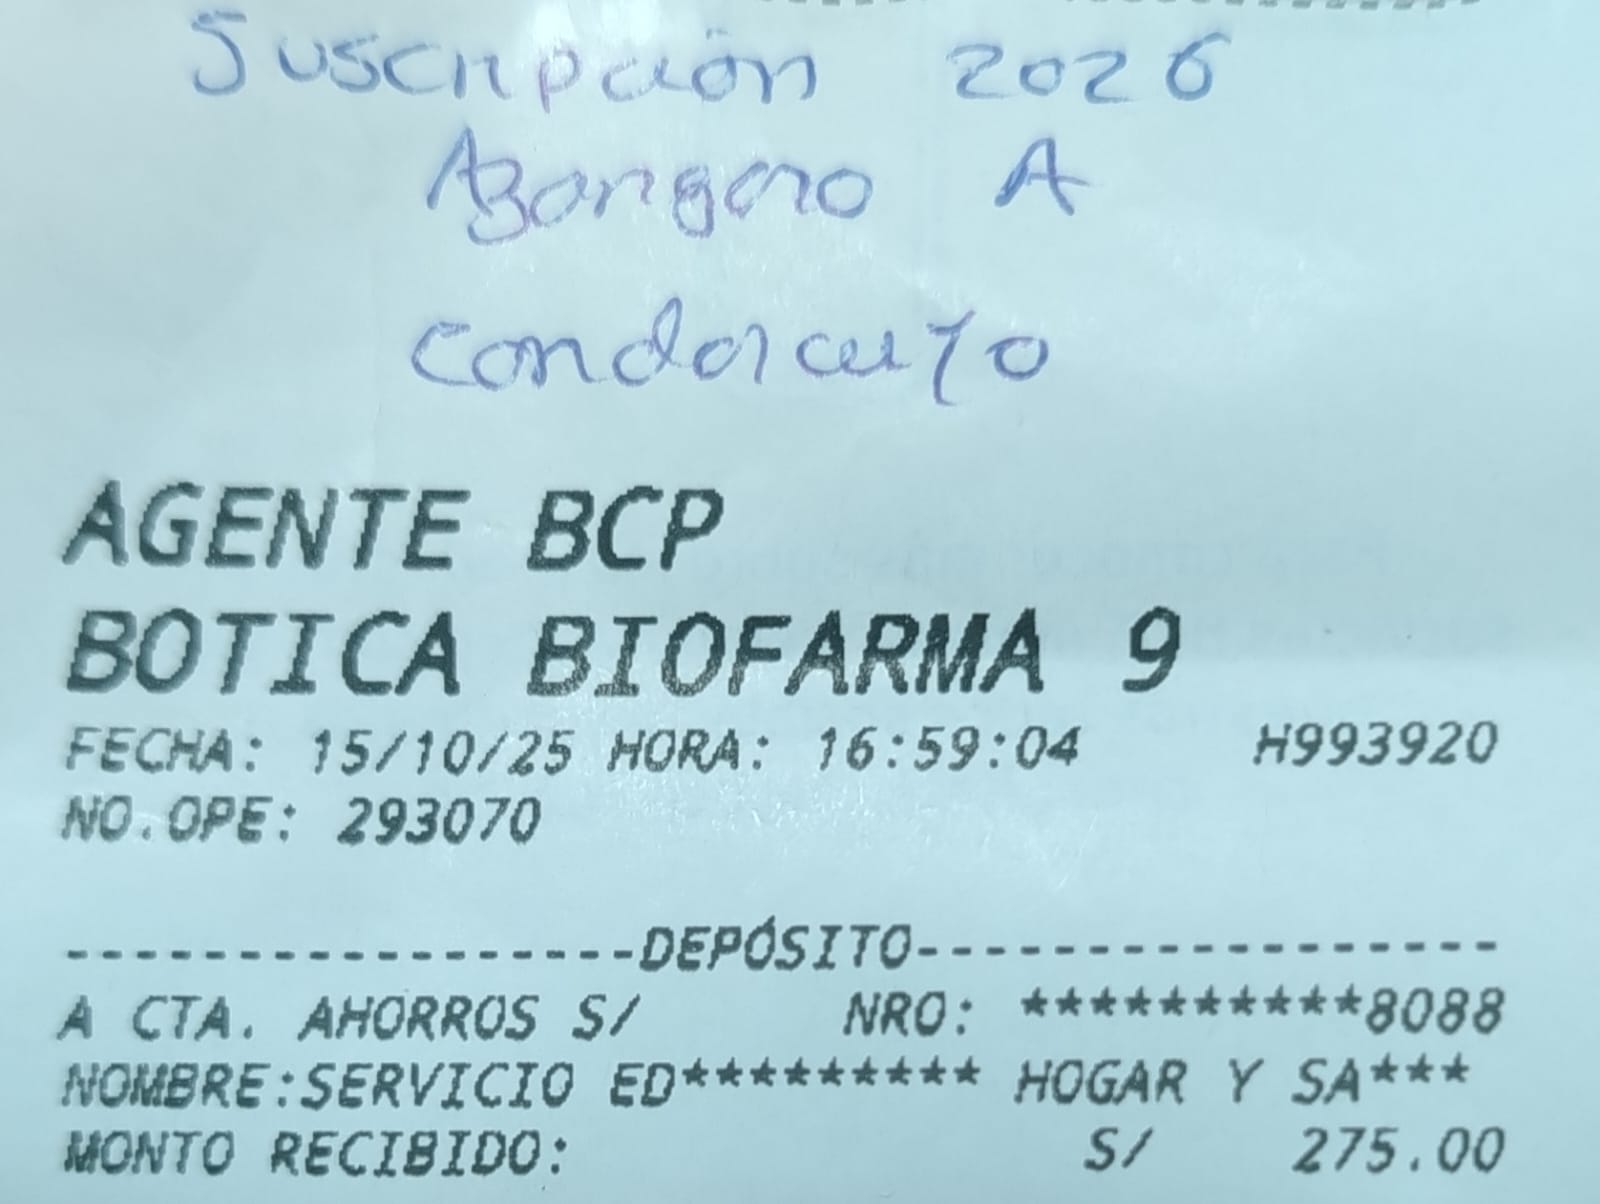 Suscripción 2026
Azangaro A
Condorcuyo
AGENTE BCP
BOTICA BIOFARMA 9
FECHA: 15/10/25 HORA: 16:59:04 H993920
NO.OPE: 293070
-----------------DEPÓSITO-----------------
A CTA. AHORROS S/ NRO: **********8088
NOMBRE:SERVICIO ED********* HOGAR Y SA***
MONTO RECIBIDO: S/ 275.00